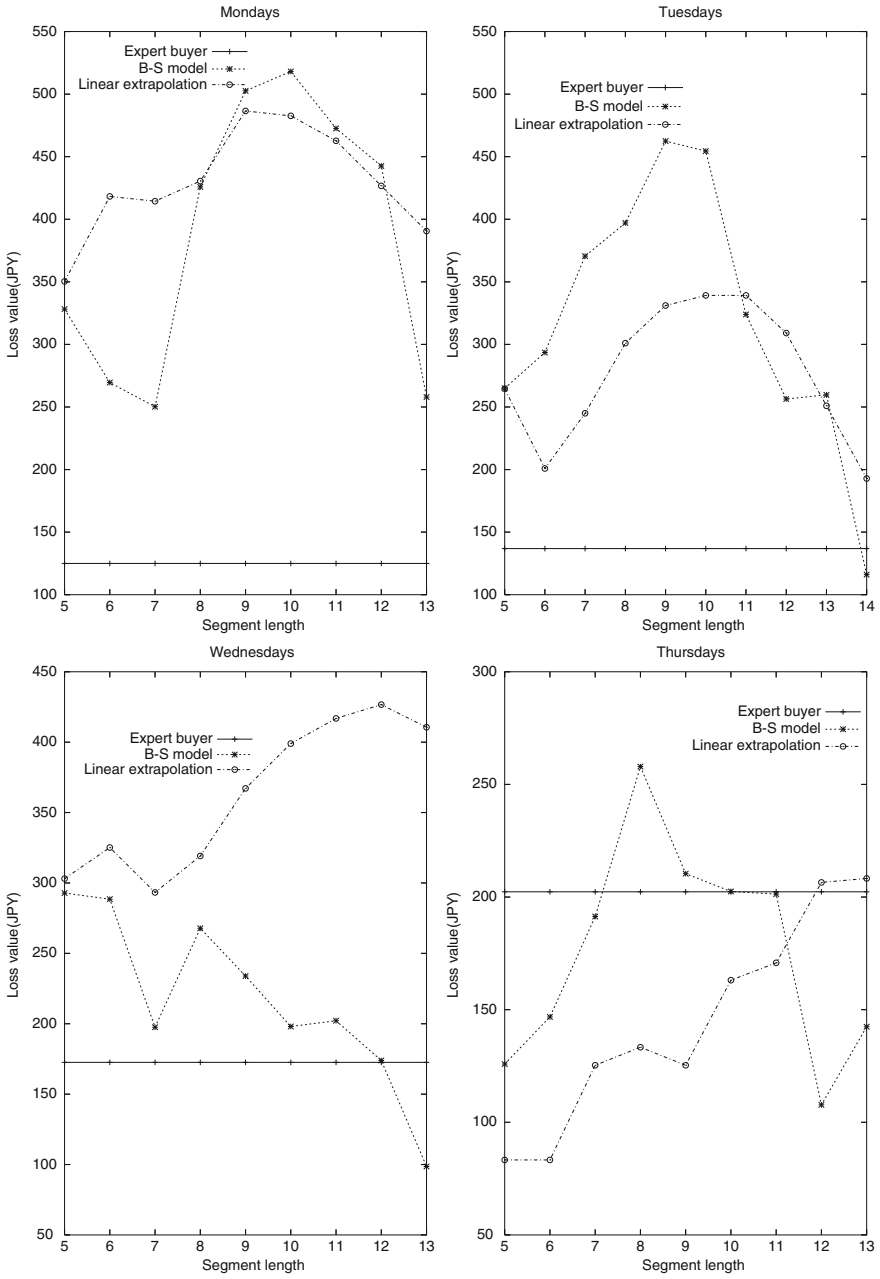 Mondays
550
500
450
400
350
300
250
200
150
100
Loss value(JPY)
Expert buyer
B-S model
Linear extrapolation
5 6 7 8 9 10 11 12 13
Segment length
Tuesdays
550
500
450
400
350
300
250
200
150
100
Loss value(JPY)
Expert buyer
B-S model
Linear extrapolation
5 6 7 8 9 10 11 12 13 14
Segment length
Wednesdays
450
400
350
300
250
200
150
100
50
Loss value(JPY)
Expert buyer
B-S model
Linear extrapolation
5 6 7 8 9 10 11 12 13
Segment length
Thursdays
300
250
200
150
100
50
Loss value(JPY)
Expert buyer
B-S model
Linear extrapolation
5 6 7 8 9 10 11 12 13
Segment length